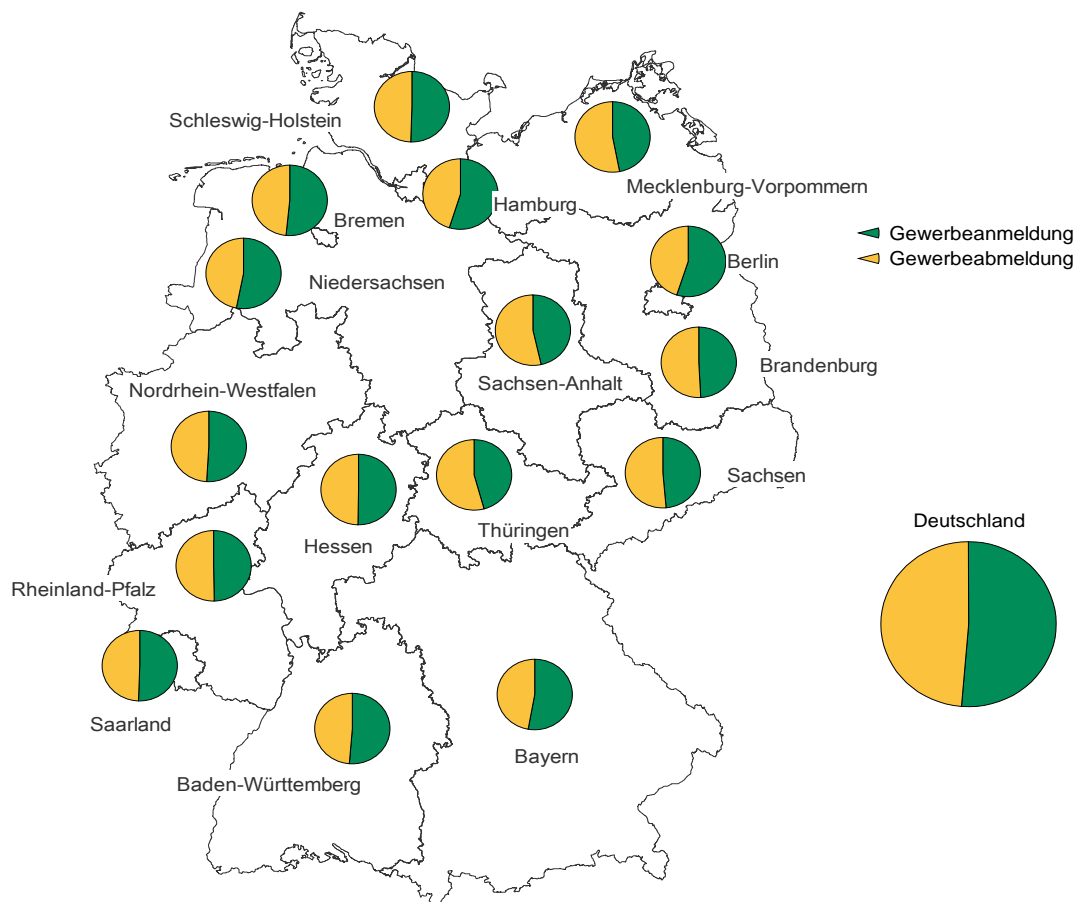 Schleswig-Holstein
Mecklenburg-Vorpommern
Hamburg
Bremen
Gewerbeanmeldung
Gewerbeabmeldung
Berlin
Niedersachsen
Brandenburg
Sachsen-Anhalt
Nordrhein-Westfalen
Sachsen
Thüringen
Hessen
Deutschland
Rheinland-Pfalz
Saarland
Bayern
Baden-Württemberg